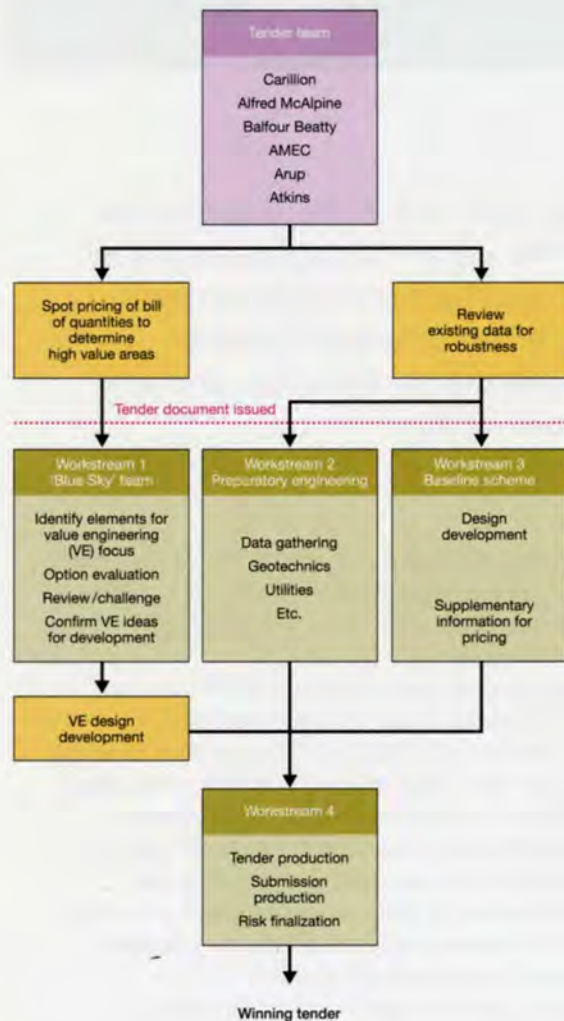 Tender team
Carillion
Alfred McAlpine
Balfour Beatty
AMEC
Arup
Atkins
Spot pricing of bill
of quantities to
determine
high value areas
Review
existing data for
robustness
Tender document issued
Workstream 1
'Blue Sky' team
Identify elements for
value engineering
(VE) focus
Option evaluation
Review/challenge
Confirm VE ideas
for development
Workstream 2
Preparatory engineering
Data gathering
Geotechnics
Utilities
Etc.
Workstream 3
Baseline scheme
Design
development
Supplementary
information for
pricing
VE design
development
Workstream 4
Tender production
Submission
production
Risk finalization
Winning tender